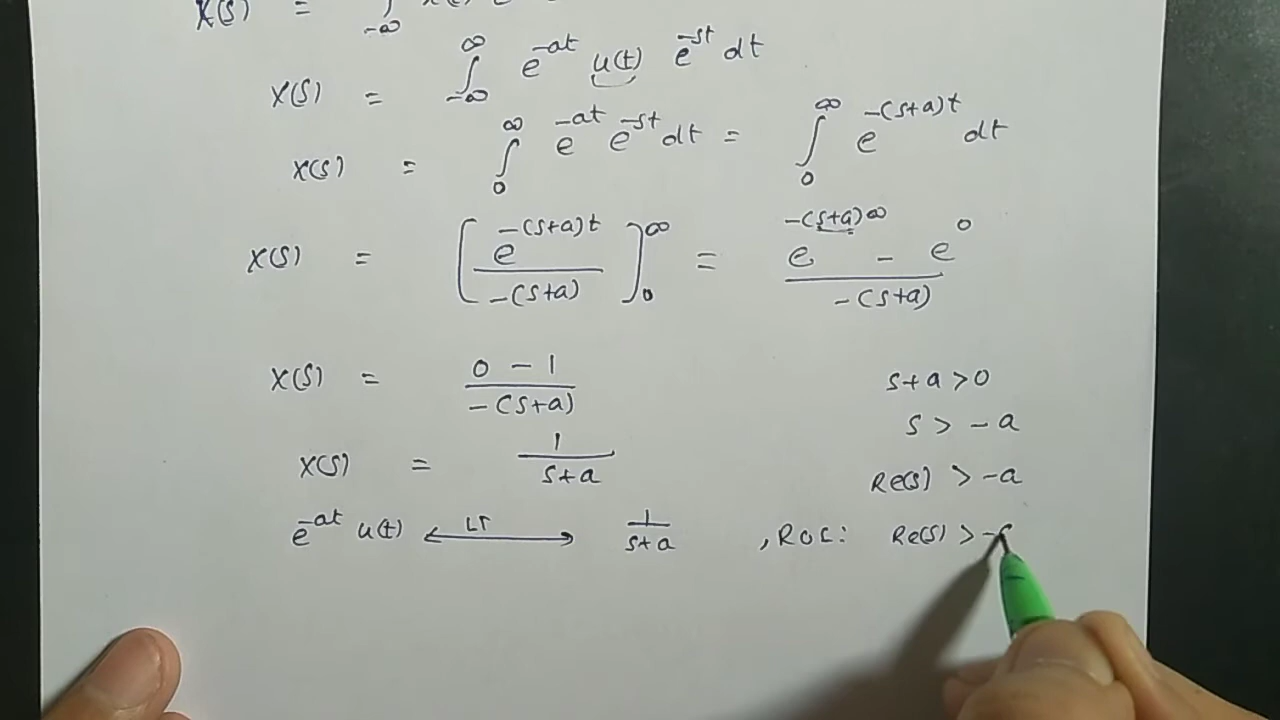 X(S) =
-∞
X(S) = ∫_{-∞}^{∞} e^{-at} u(t) e^{-st} dt
X(S) = ∫_{0}^{∞} e^{-at} e^{-st} dt = ∫_{0}^{∞} e^{-(s+a)t} dt
X(S) = [e^{-(s+a)t} / -(s+a)]_{0}^{∞} = (e^{-(s+a)∞} - e^{0}) / -(s+a)
X(S) = (0 - 1) / -(s+a)
s+a > 0
s > -a
X(S) = 1 / s+a
Re(s) > -a
e^{-at} u(t) ←LT→ 1 / s+a , ROC: Re(s) > -